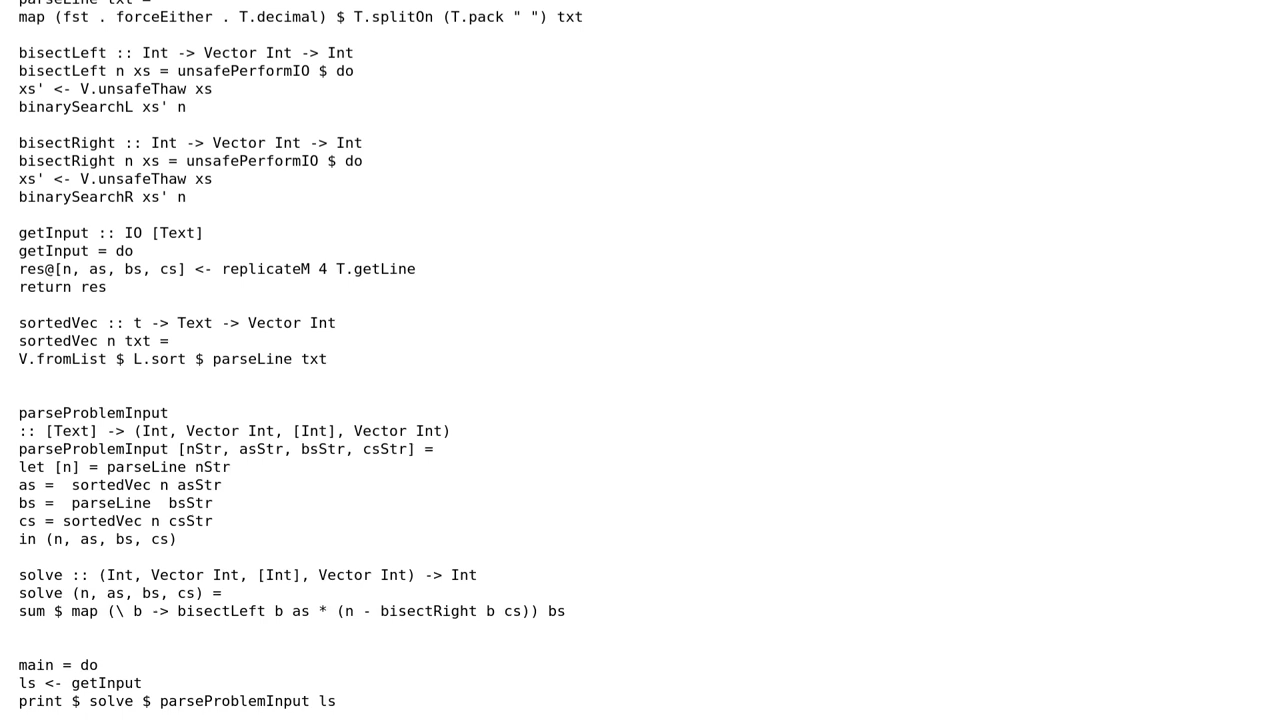 parseLine txt =
map (fst . forceEither . T.decimal) $ T.splitOn (T.pack " ") txt
bisectLeft :: Int -> Vector Int -> Int
bisectLeft n xs = unsafePerformIO $ do
xs' <- V.unsafeThaw xs
binarySearchL xs' n
bisectRight :: Int -> Vector Int -> Int
bisectRight n xs = unsafePerformIO $ do
xs' <- V.unsafeThaw xs
binarySearchR xs' n
getInput :: IO [Text]
getInput = do
res@[n, as, bs, cs] <- replicateM 4 T.getLine
return res
sortedVec :: t -> Text -> Vector Int
sortedVec n txt =
V.fromList $ L.sort $ parseLine txt
parseProblemInput
:: [Text] -> (Int, Vector Int, [Int], Vector Int)
parseProblemInput [nStr, asStr, bsStr, csStr] =
let [n] = parseLine nStr
as =  sortedVec n asStr
bs =  parseLine  bsStr
cs = sortedVec n csStr
in (n, as, bs, cs)
solve :: (Int, Vector Int, [Int], Vector Int) -> Int
solve (n, as, bs, cs) =
sum $ map (\ b -> bisectLeft b as * (n - bisectRight b cs)) bs
main = do
ls <- getInput
print $ solve $ parseProblemInput ls